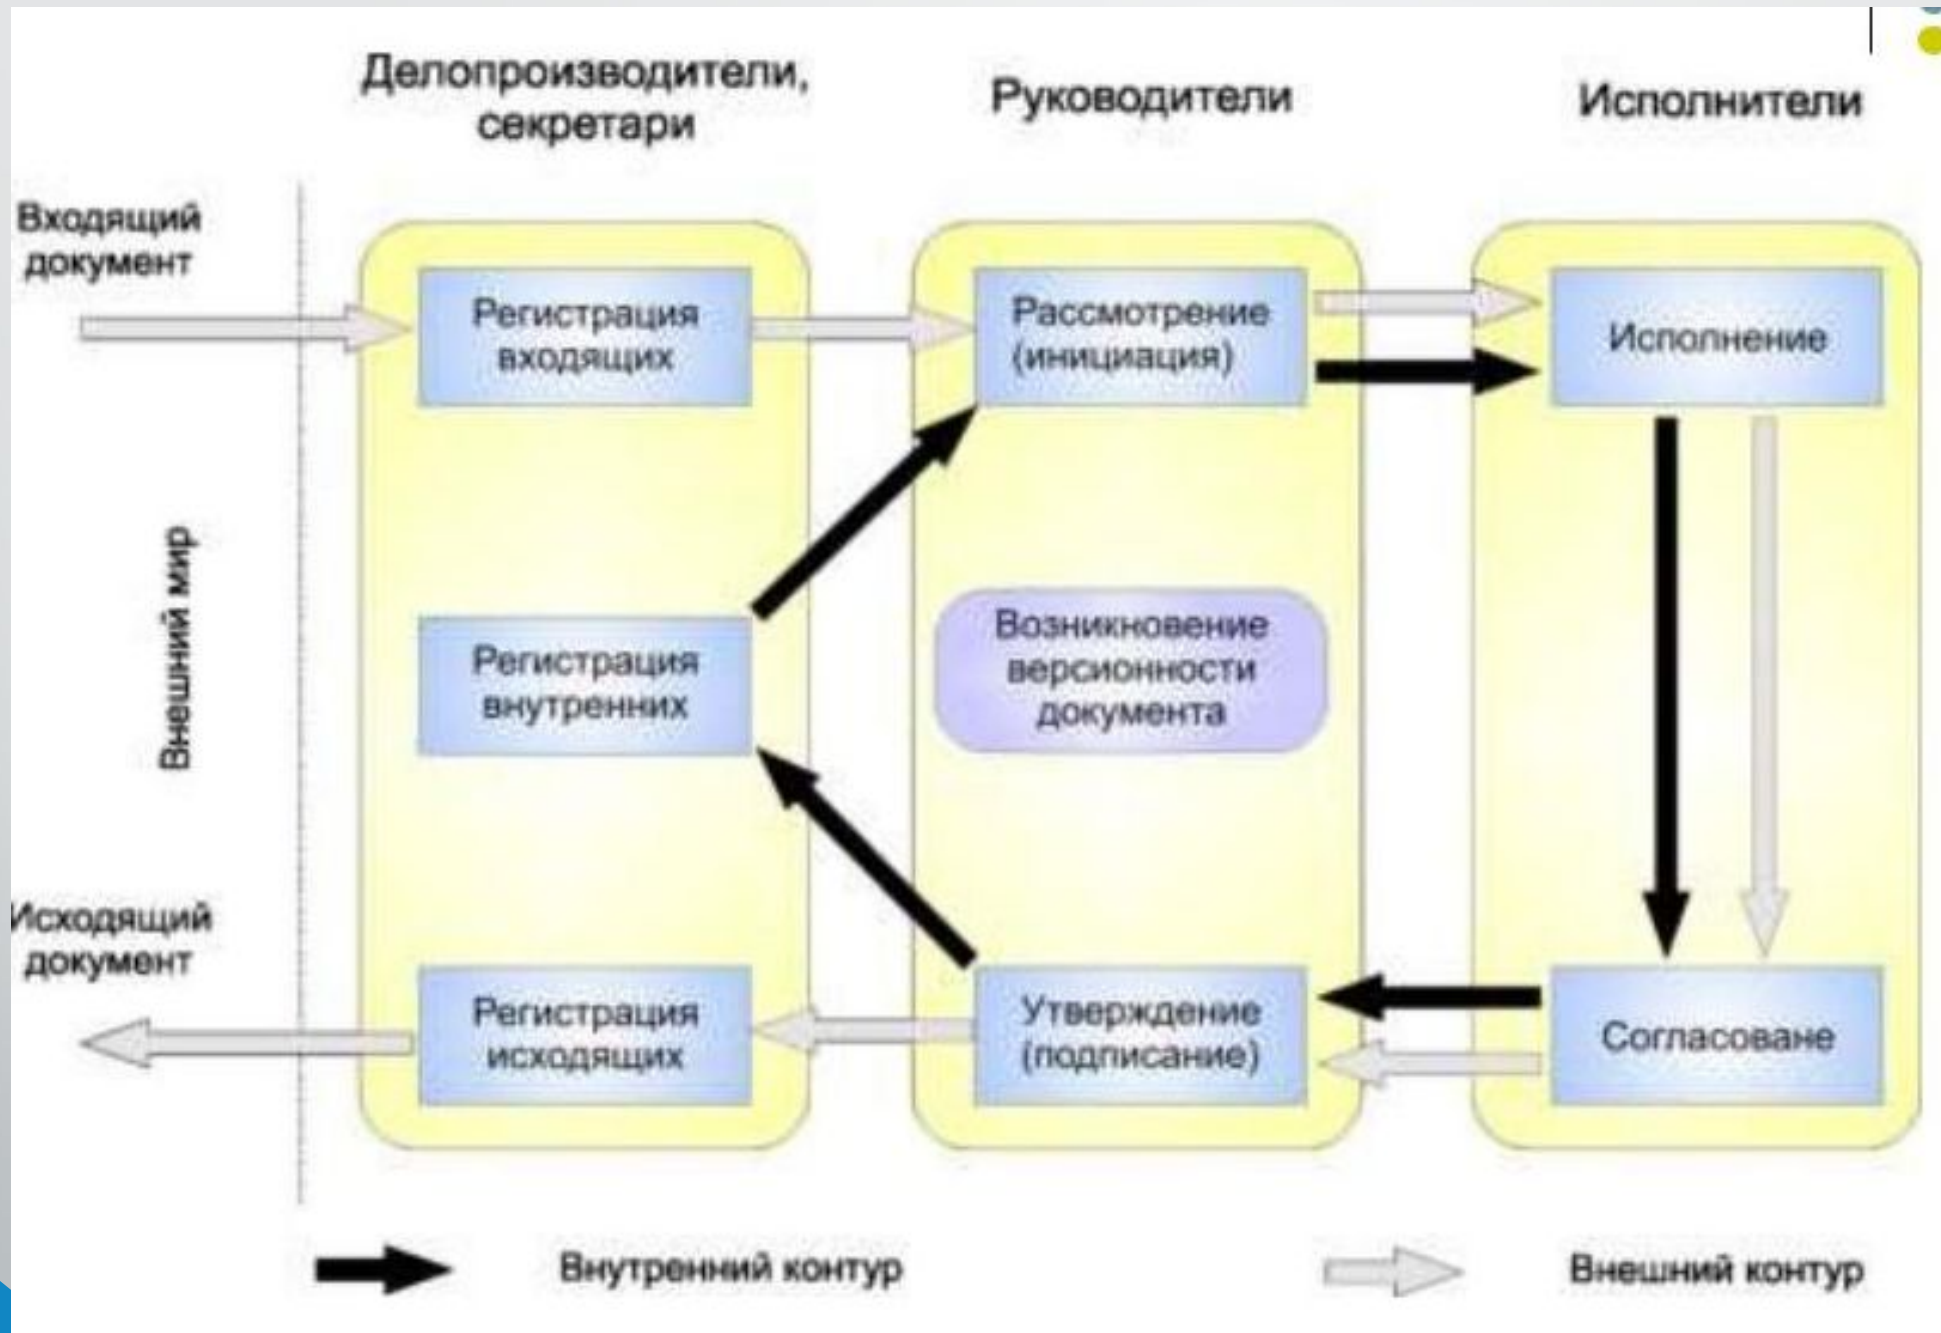 Делопроизводители,
секретари
Руководители
Исполнители
Входящий
документ
Регистрация
входящих
Рассмотрение
(инициация)
Исполнение
Внешний мир
Регистрация
внутренних
Возникновение
версионности
документа
Исходящий
документ
Регистрация
исходящих
Утверждение
(подписание)
Согласоване
Внутренний контур
Внешний контур